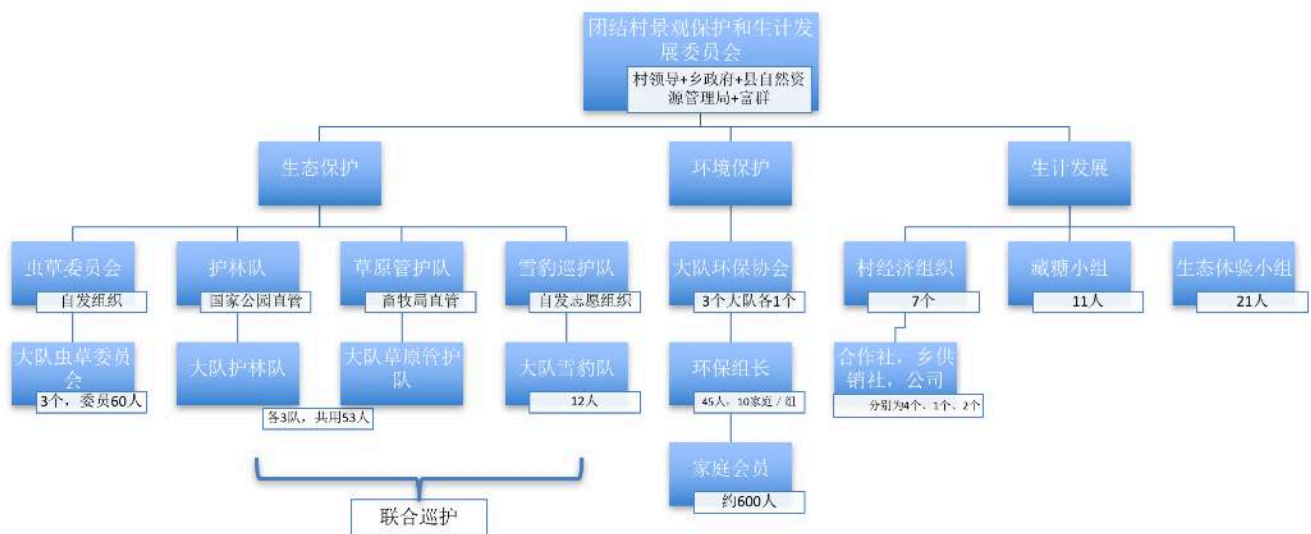 团结村景观保护和生计发
展委员会
村领导+乡政府+县自然资
源管理局+富群
生态保护
环境保护
生计发展
虫草委员会
自发组织
护林队
国家公园直管
草原管护队
畜牧局直管
雪豹巡护队
自发志愿组织
大队环保协会
3个大队各1个
村经济组织
7个
藏糖小组
11人
生态体验小组
21人
大队虫草委员
会
3个，委员60人
大队护林队
大队草原管护
队
各3队，共用53人
大队雪豹队
12人
环保组长
45人，10家庭/组
合作社，乡供
销社，公司
分别为4个、1个、2个
家庭会员
约600人
联合巡护